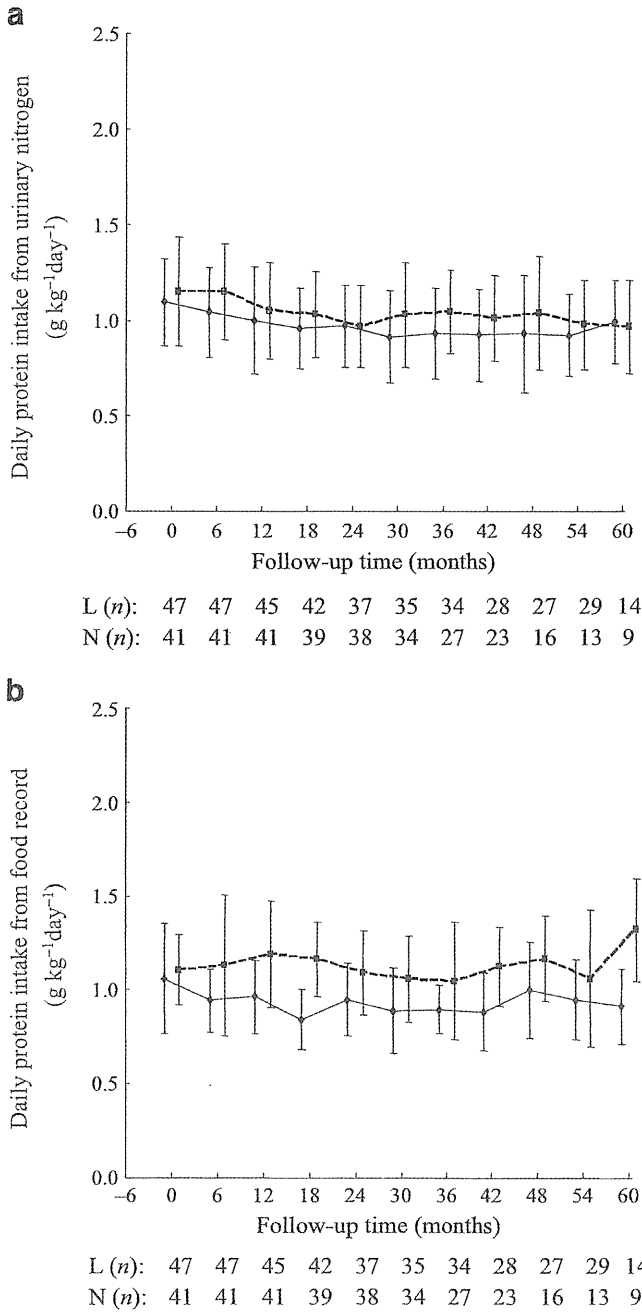 a
Daily protein intake from urinary nitrogen
(g kg⁻¹day⁻¹)
2.5
2.0
1.5
1.0
0.5
0.0
–6 0 6 12 18 24 30 36 42 48 54 60
Follow-up time (months)
L (n): 47 47 45 42 37 35 34 28 27 29 14
N (n): 41 41 41 39 38 34 27 23 16 13 9
b
Daily protein intake from food record
(g kg⁻¹day⁻¹)
2.5
2.0
1.5
1.0
0.5
0.0
–6 0 6 12 18 24 30 36 42 48 54 60
Follow-up time (months)
L (n): 47 47 45 42 37 35 34 28 27 29 14
N (n): 41 41 41 39 38 34 27 23 16 13 9